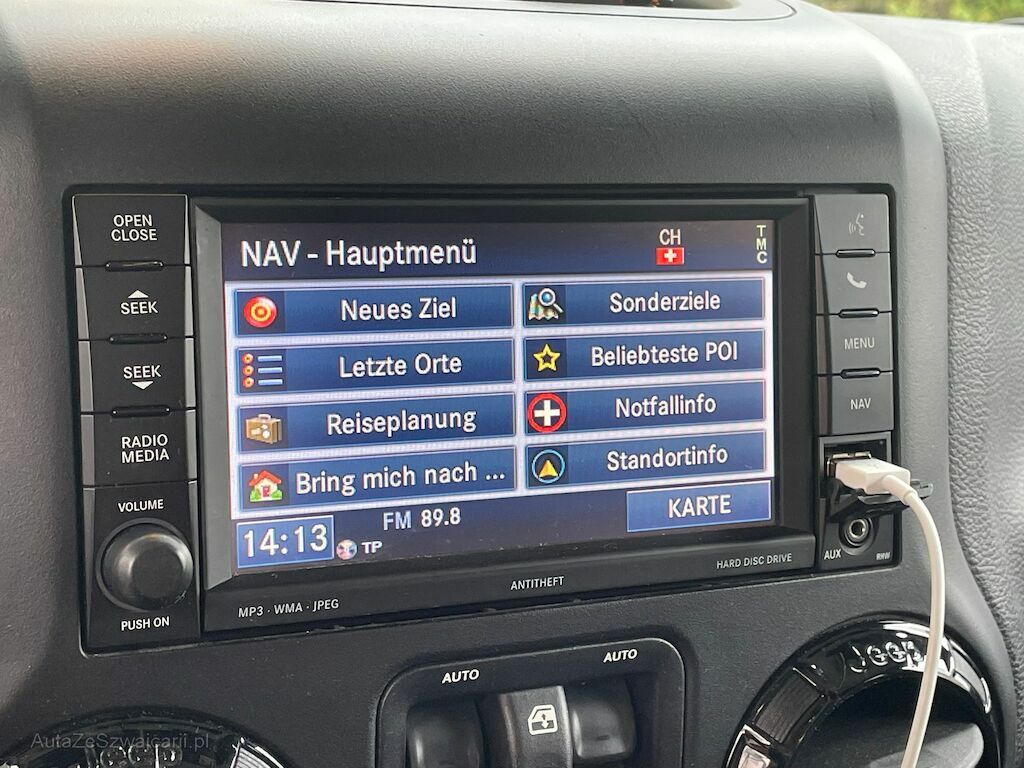 OPEN
CLOSE
SEEK
SEEK
RADIO
MEDIA
VOLUME
PUSH ON
NAV - Hauptmenü
CH
TMC
Neues Ziel
Sonderziele
Letzte Orte
Beliebteste POI
Reiseplanung
Notfallinfo
Bring mich nach ...
Standortinfo
14:13
TP
FM 89.8
KARTE
MP3 · WMA · JPEG
ANTITHEFT
HARD DISC DRIVE
MENU
NAV
AUX
RHW
AUTO
AUTO
Jeep
AutaZeSzwajcarii.pl